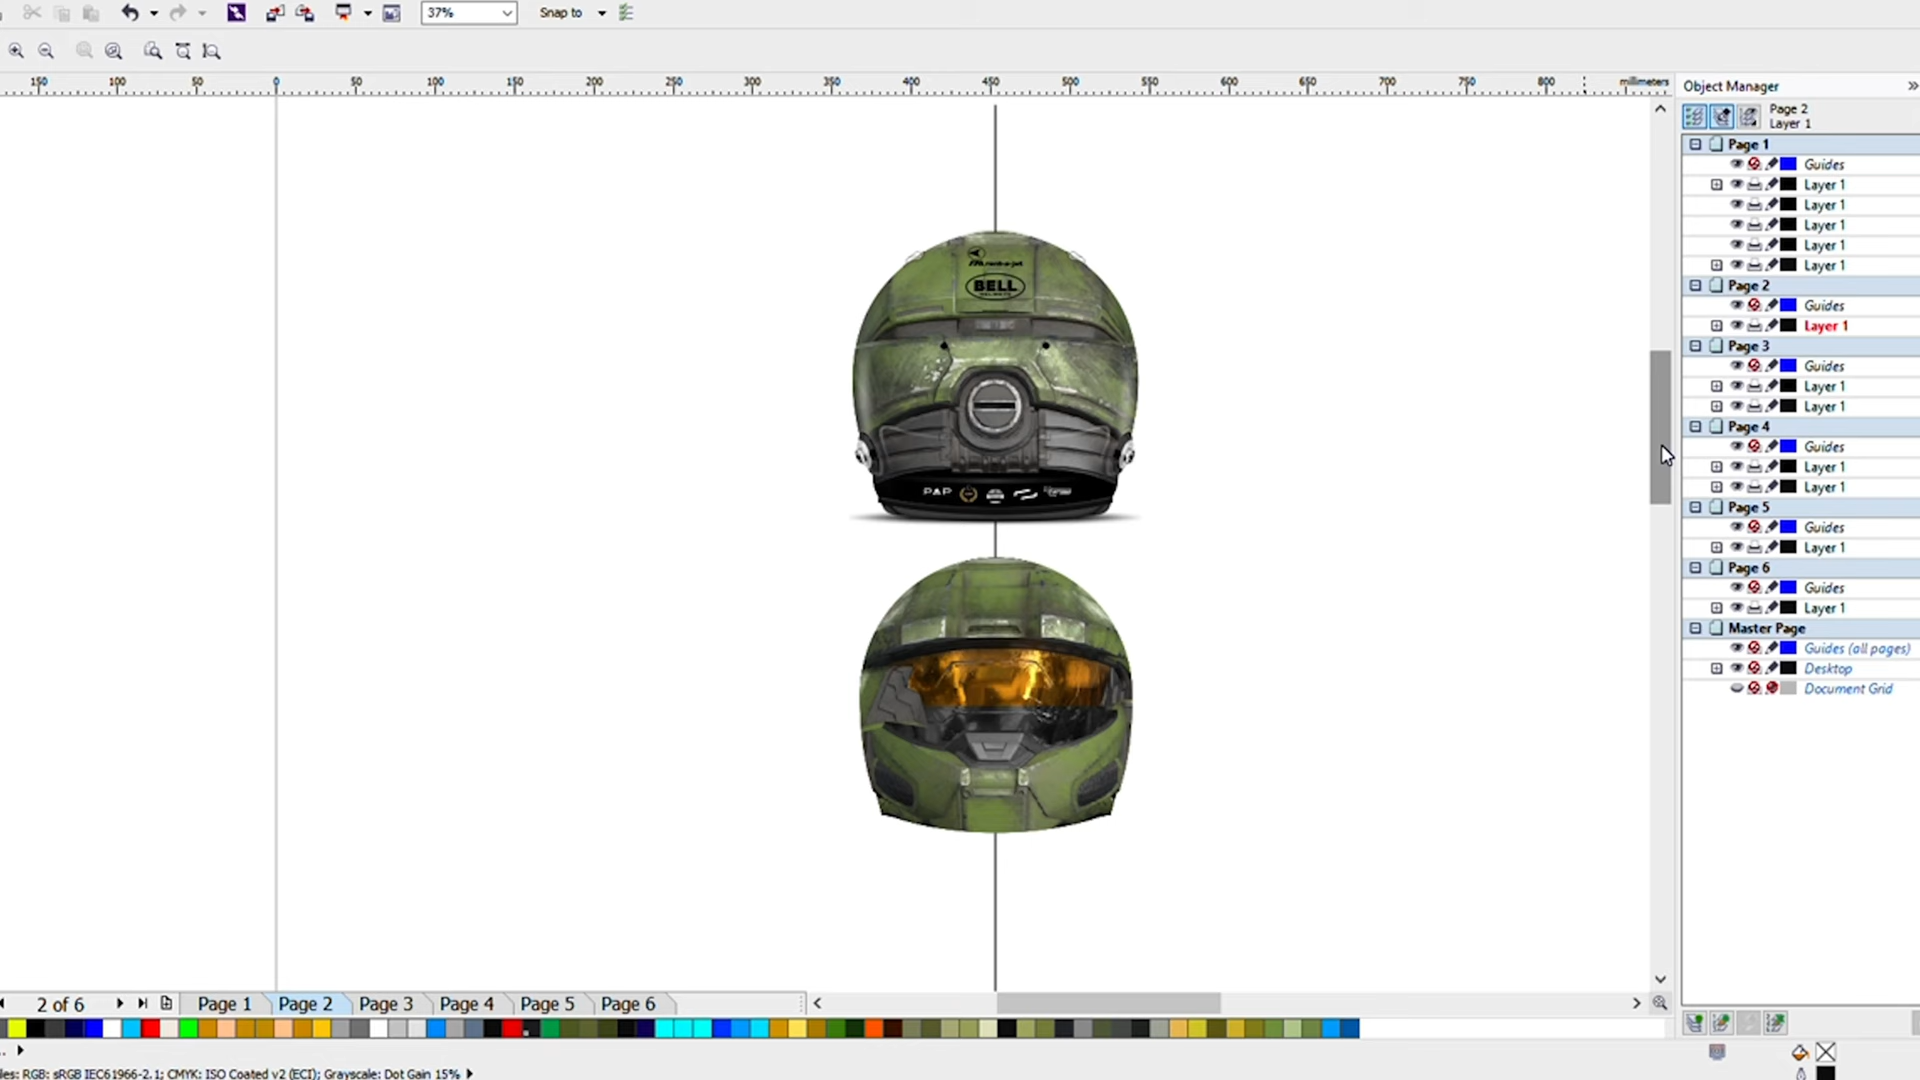 37%
Snap to
150 100 50 0 50 100 150 200 250 300 350 400 450 500 550 600 650 700 750 800 millimeters
Object Manager
Page 2
Layer 1
Page 1
Guides
Layer 1
Layer 1
Layer 1
Layer 1
Layer 1
Page 2
Guides
Layer 1
Page 3
Guides
Layer 1
Layer 1
Page 4
Guides
Layer 1
Layer 1
Page 5
Guides
Layer 1
Page 6
Guides
Layer 1
Master Page
Guides (all pages)
Desktop
Document Grid
BELL
PAP
2 of 6
Page 1 Page 2 Page 3 Page 4 Page 5 Page 6
les: RGB: sRGB IEC61966-2.1; CMYK: ISO Coated v2 (ECI); Grayscale: Dot Gain 15%